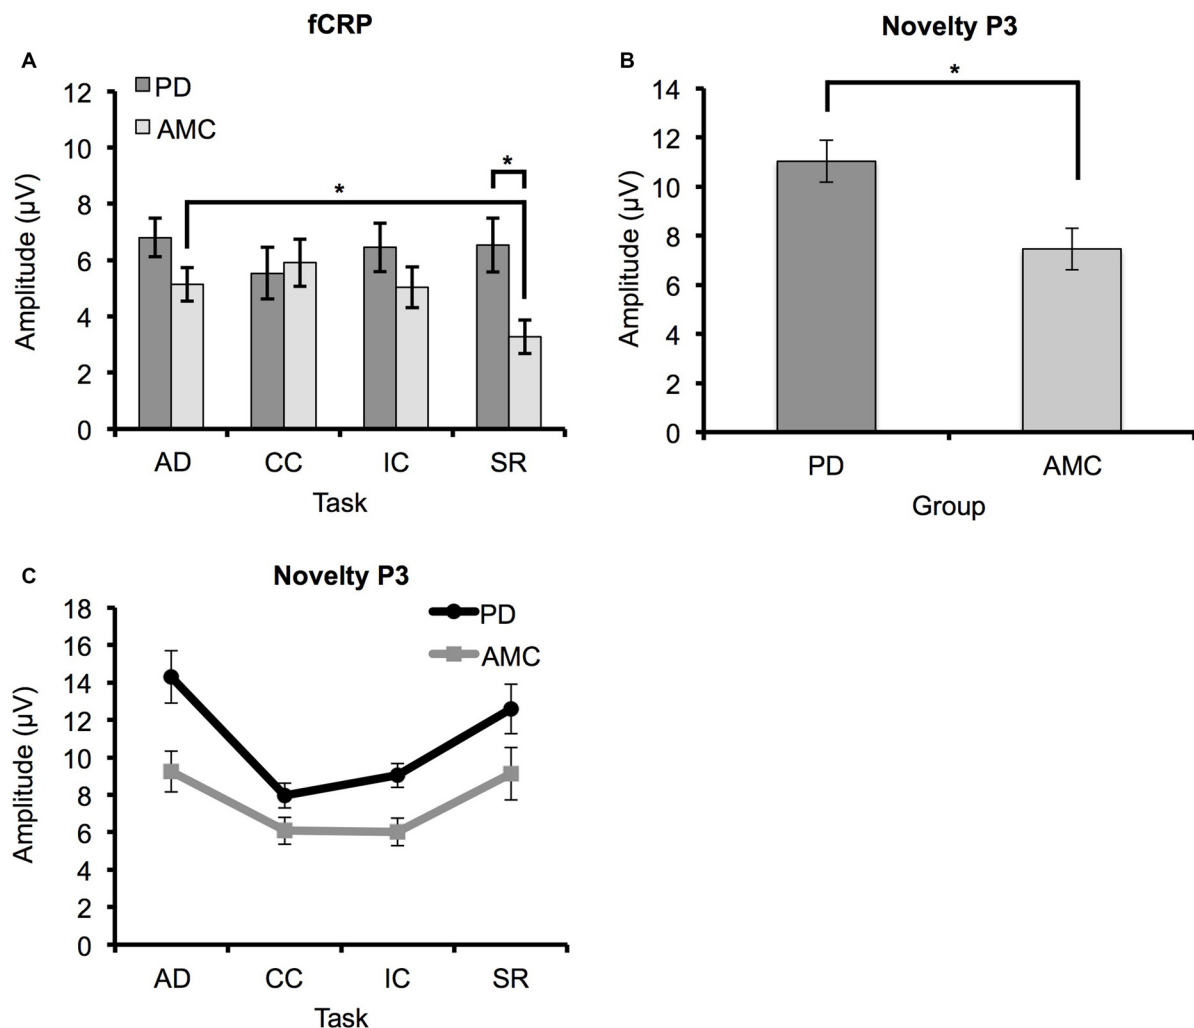 fCRP
A
PD
AMC
12
10
8
6
4
2
0
Amplitude (µV)
*
*
AD CC IC SR
Task
Novelty P3
B
14
12
10
8
6
4
2
0
Amplitude (µV)
*
PD AMC
Group
C
Novelty P3
PD
AMC
18
16
14
12
10
8
6
4
2
0
Amplitude (µV)
AD CC IC SR
Task